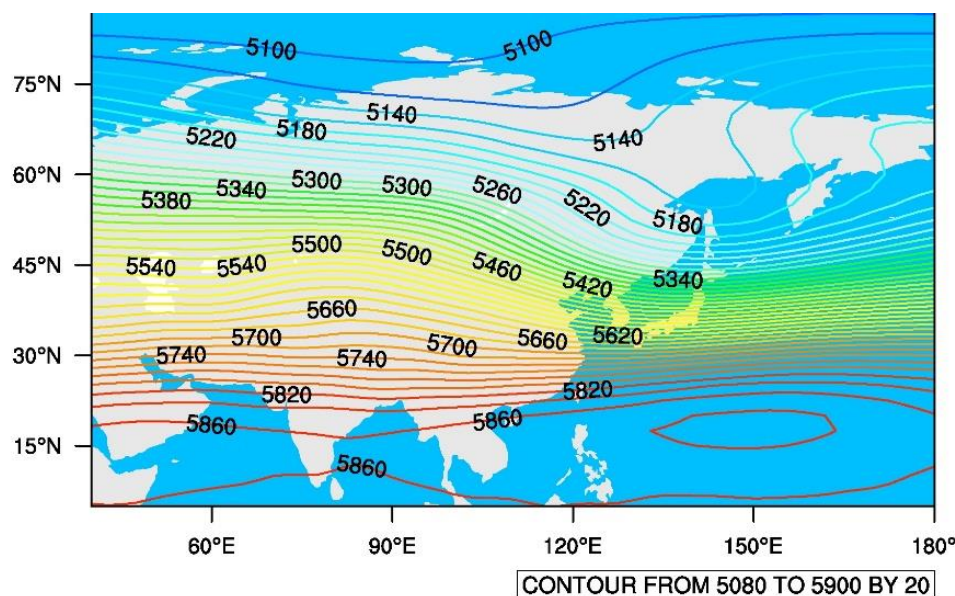 5100 5100
75°N
5140
5220 5180 5140
60°N
5380 5340 5300 5300 5260 5220 5180
45°N
5540 5540 5500 5500 5460 5420 5340
5660
5700 5700 5660 5620
30°N
5740 5740
5820 5820
5860 5860
15°N
5860
60°E 90°E 120°E 150°E 180°
CONTOUR FROM 5080 TO 5900 BY 20